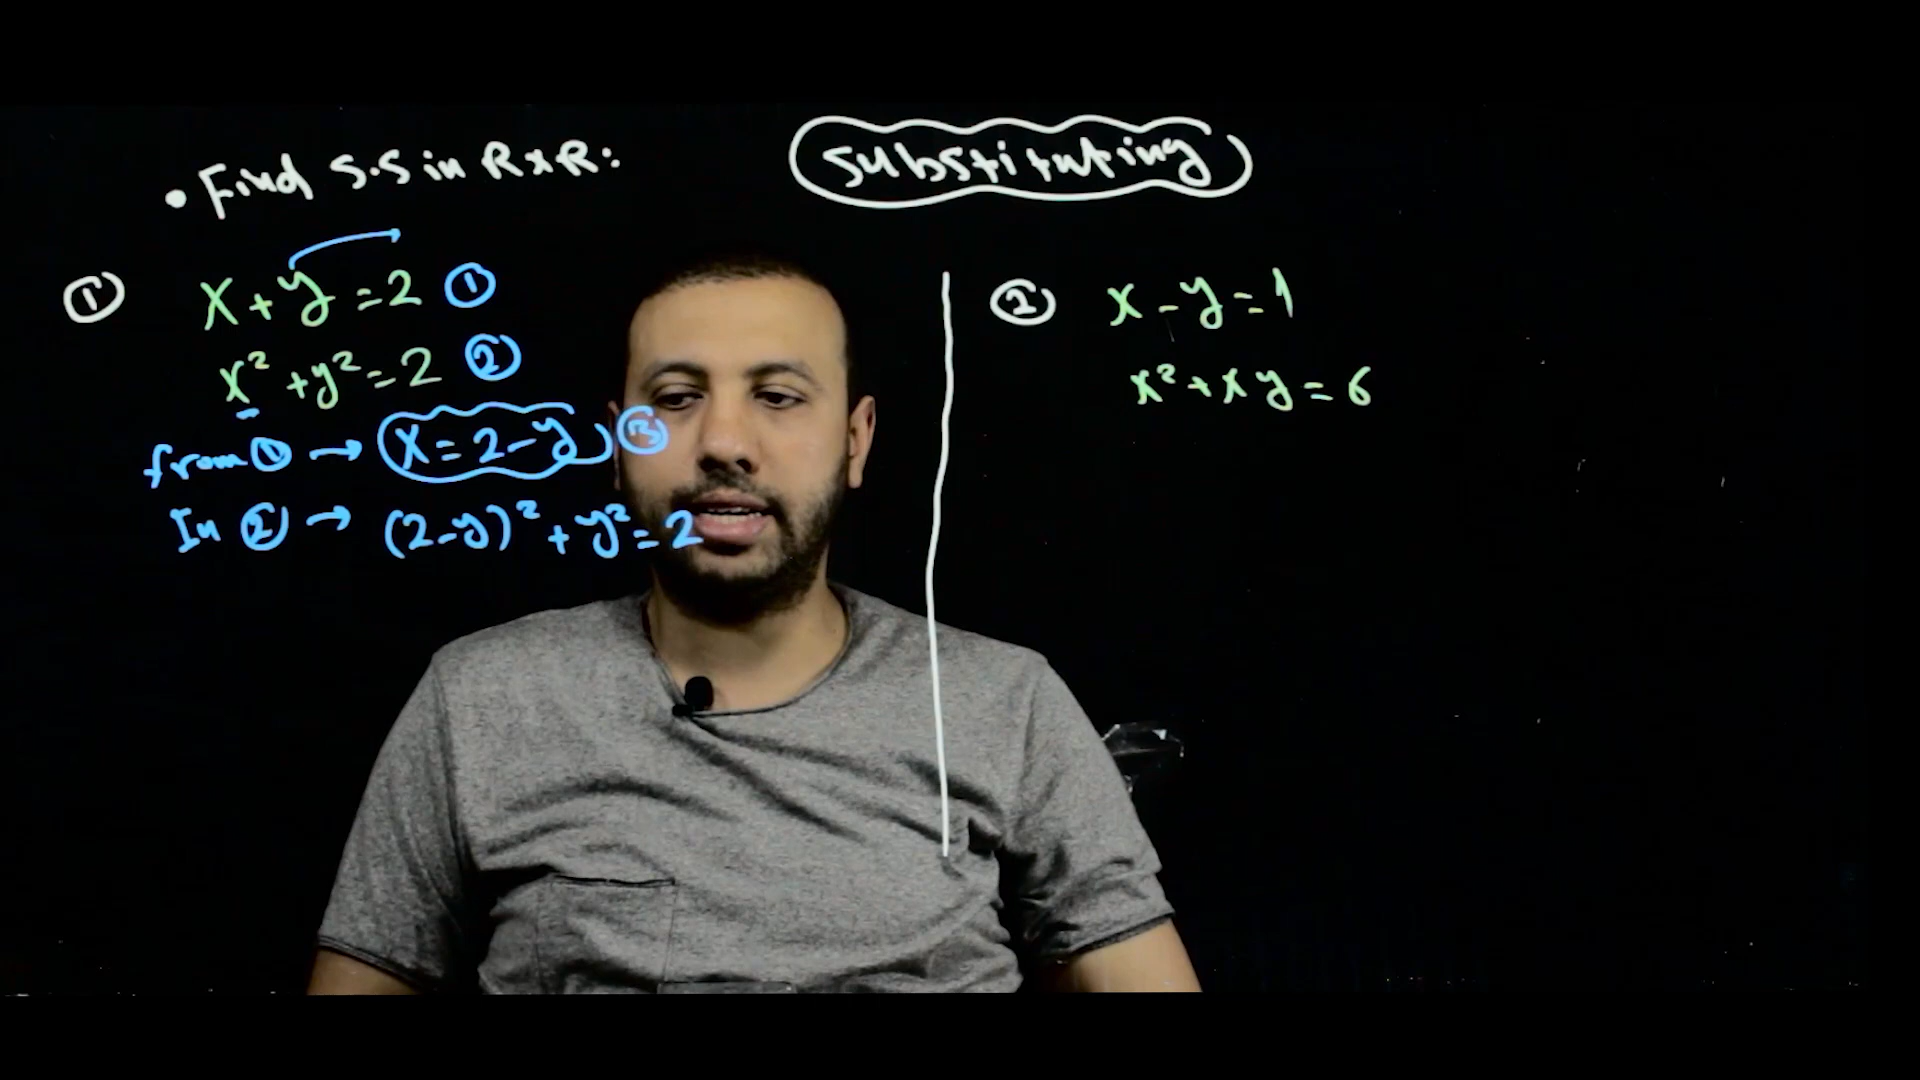 • Find S.S in R×R:
substituting
① x + y = 2 ①
x² + y² = 2 ②
from ① → x = 2 - y ③
In ② → (2-y)² + y² = 2
② x - y = 1
x² + x y = 6